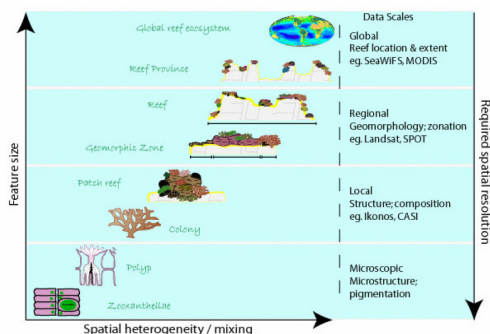 Global reef ecosystem
Reef Province
Reef
Geomorphic Zone
Patch reef
Colony
Polyp
Zooxanthellae
Data Scales
Global
Reef location & extent
eg. SeaWiFS, MODIS
Regional
Geomorphology; zonation
eg. Landsat, SPOT
Local
Structure; composition
eg. Ikonos, CASI
Microscopic
Microstructure;
pigmentation
Feature size
Required spatial resolution
Spatial heterogeneity / mixing